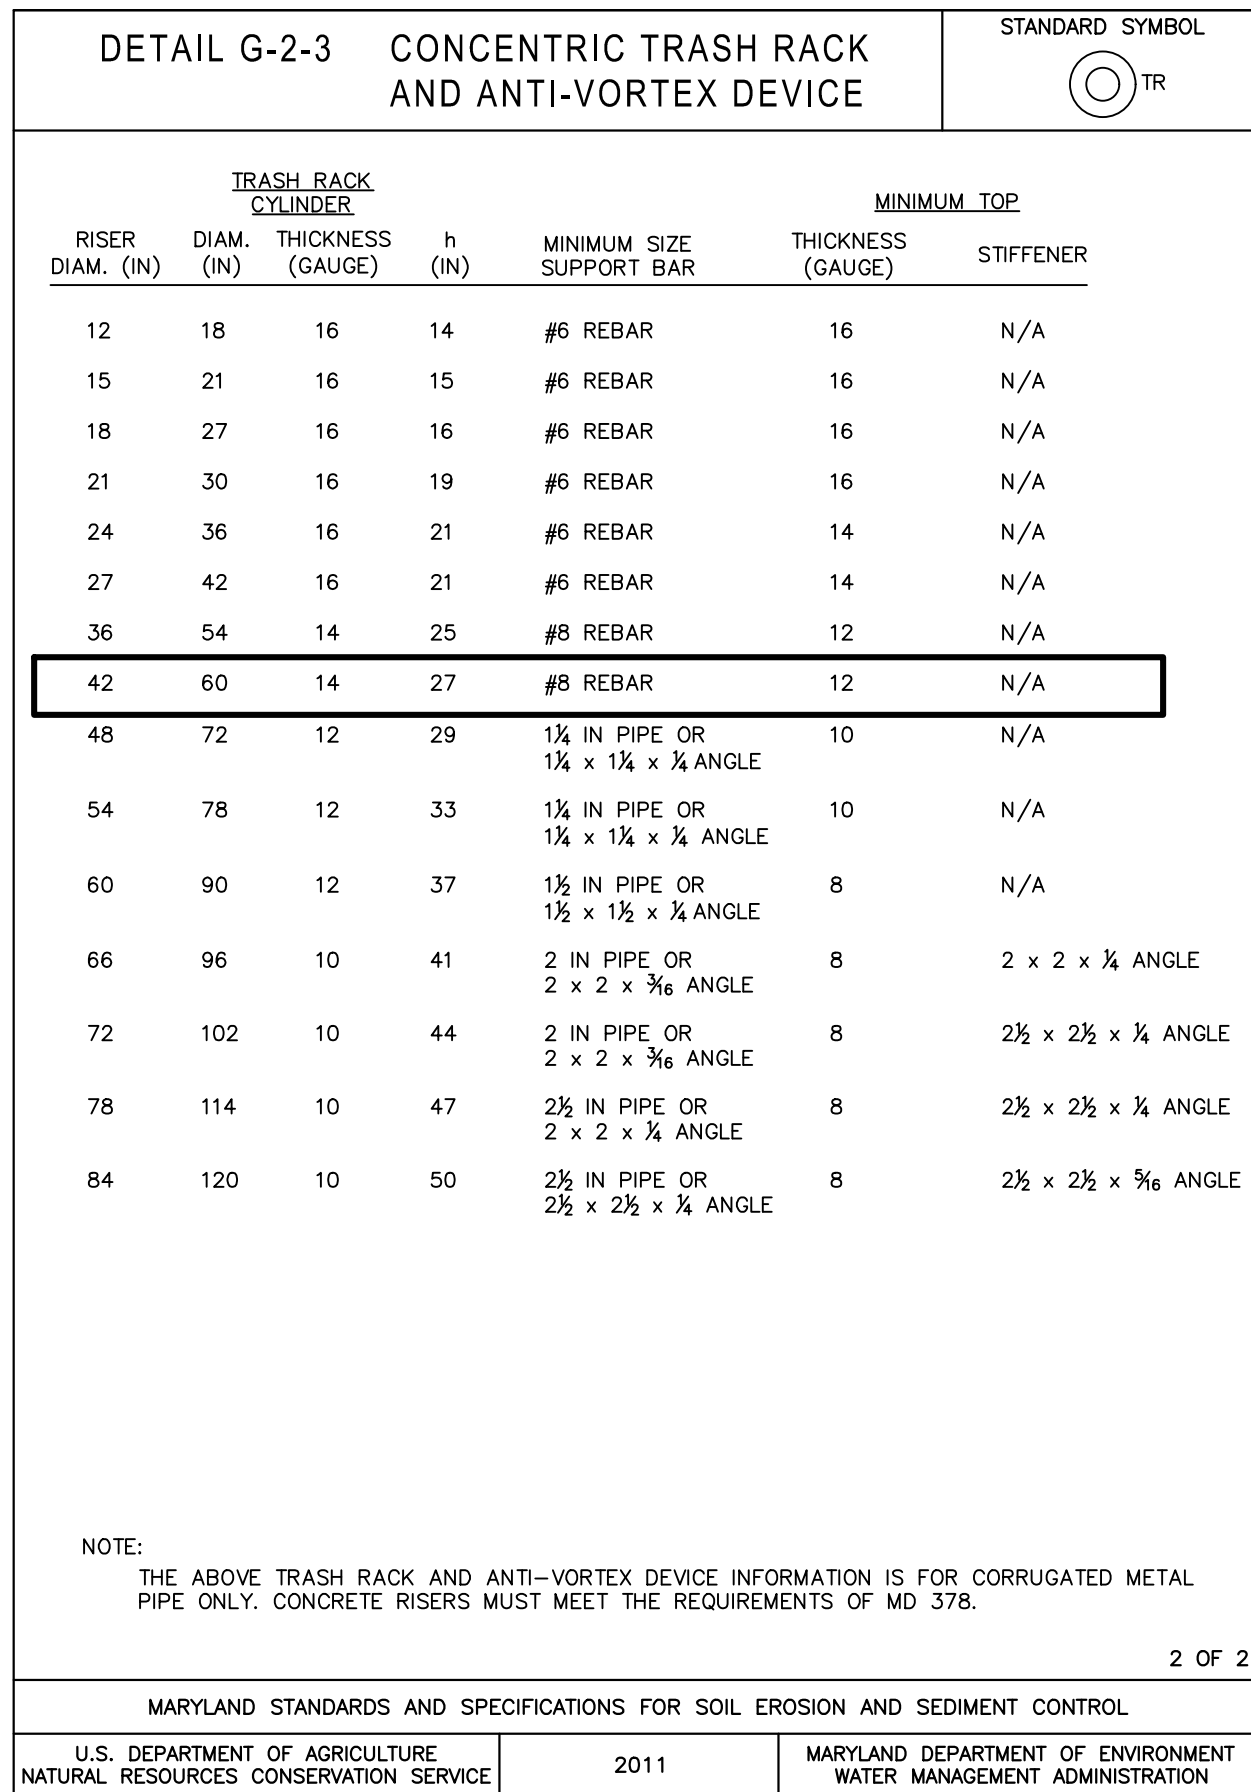 DETAIL G-2-3 CONCENTRIC TRASH RACK
AND ANTI-VORTEX DEVICE
STANDARD SYMBOL
TR
TRASH RACK
CYLINDER
MINIMUM TOP
RISER DIAM. THICKNESS h MINIMUM SIZE THICKNESS STIFFENER
DIAM. (IN) (IN) (GAUGE) (IN) SUPPORT BAR (GAUGE)
12 18 16 14 #6 REBAR 16 N/A
15 21 16 15 #6 REBAR 16 N/A
18 27 16 16 #6 REBAR 16 N/A
21 30 16 19 #6 REBAR 16 N/A
24 36 16 21 #6 REBAR 14 N/A
27 42 16 21 #6 REBAR 14 N/A
36 54 14 25 #8 REBAR 12 N/A
42 60 14 27 #8 REBAR 12 N/A
48 72 12 29 1¼ IN PIPE OR 10 N/A
1¼ x 1¼ x ¼ ANGLE
54 78 12 33 1¼ IN PIPE OR 10 N/A
1¼ x 1¼ x ¼ ANGLE
60 90 12 37 1½ IN PIPE OR 8 N/A
1½ x 1½ x ¼ ANGLE
66 96 10 41 2 IN PIPE OR 8 2 x 2 x ¼ ANGLE
2 x 2 x 3⁄16 ANGLE
72 102 10 44 2 IN PIPE OR 8 2½ x 2½ x ¼ ANGLE
2 x 2 x 3⁄16 ANGLE
78 114 10 47 2½ IN PIPE OR 8 2½ x 2½ x ¼ ANGLE
2 x 2 x ¼ ANGLE
84 120 10 50 2½ IN PIPE OR 8 2½ x 2½ x 5⁄16 ANGLE
2½ x 2½ x ¼ ANGLE
NOTE:
THE ABOVE TRASH RACK AND ANTI-VORTEX DEVICE INFORMATION IS FOR CORRUGATED METAL
PIPE ONLY. CONCRETE RISERS MUST MEET THE REQUIREMENTS OF MD 378.
2 OF 2
MARYLAND STANDARDS AND SPECIFICATIONS FOR SOIL EROSION AND SEDIMENT CONTROL
U.S. DEPARTMENT OF AGRICULTURE
NATURAL RESOURCES CONSERVATION SERVICE
2011
MARYLAND DEPARTMENT OF ENVIRONMENT
WATER MANAGEMENT ADMINISTRATION